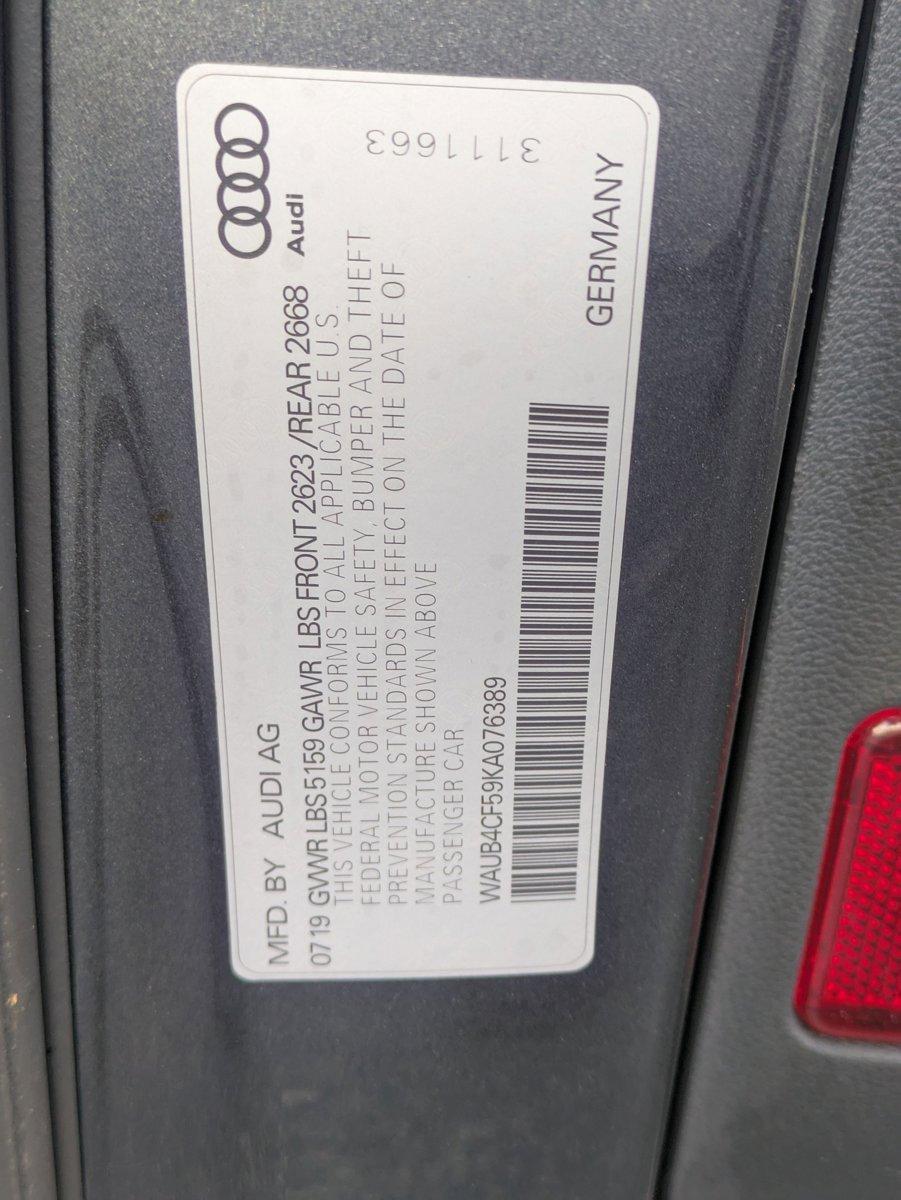 Audi
MFD. BY AUDI AG
0719 GVWR LBS 5159 GAWR LBS FRONT 2623 /REAR 2668
THIS VEHICLE CONFORMS TO ALL APPLICABLE U.S.
FEDERAL MOTOR VEHICLE SAFETY, BUMPER AND THEFT
PREVENTION STANDARDS IN EFFECT ON THE DATE OF
MANUFACTURE SHOWN ABOVE
PASSENGER CAR
3111663
WAUB4CF59KA076389
GERMANY